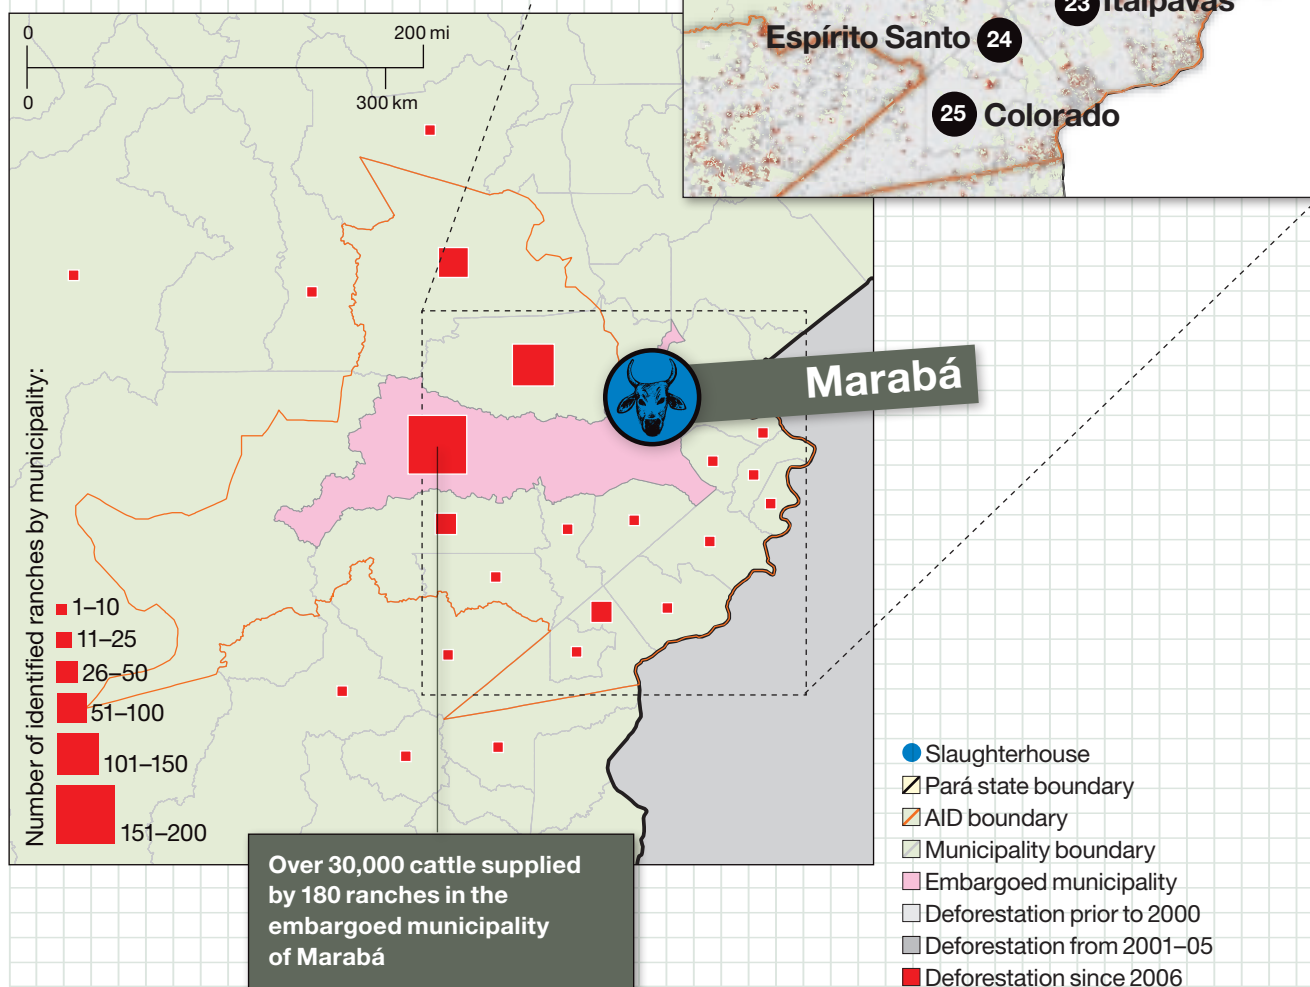 0
200 mi
0
300 km
23 Itaipavas
Espírito Santo 24
25 Colorado
Marabá
Number of identified ranches by municipality:
1–10
11–25
26–50
51–100
101–150
151–200
Over 30,000 cattle supplied
by 180 ranches in the
embargoed municipality
of Marabá
Slaughterhouse
Pará state boundary
AID boundary
Municipality boundary
Embargoed municipality
Deforestation prior to 2000
Deforestation from 2001–05
Deforestation since 2006